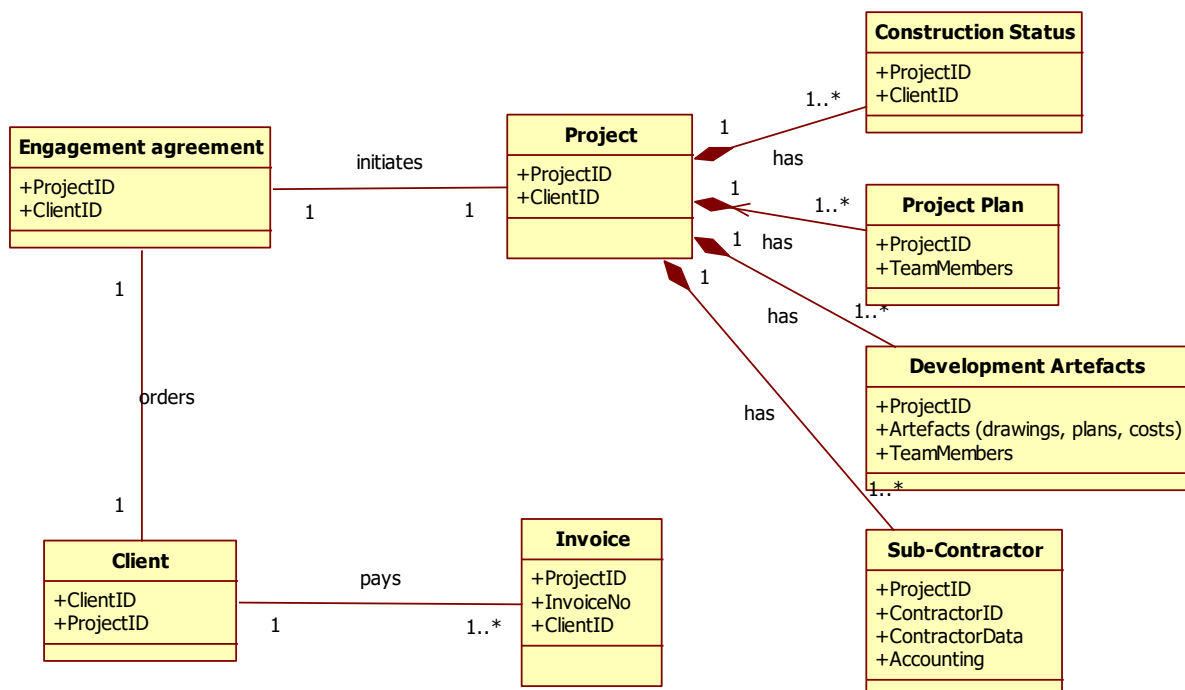 Construction Status
+ProjectID
+ClientID
1..*
1
has
Engagement agreement
+ProjectID
+ClientID
initiates
1
1
Project
+ProjectID
+ClientID
1
1..*
has
Project Plan
+ProjectID
+TeamMembers
1
1..*
has
Development Artefacts
+ProjectID
+Artefacts (drawings, plans, costs)
+TeamMembers
1
has
1..*
Sub-Contractor
+ProjectID
+ContractorID
+ContractorData
+Accounting
1
orders
1
Client
+ClientID
+ProjectID
pays
1
1..*
Invoice
+ProjectID
+InvoiceNo
+ClientID